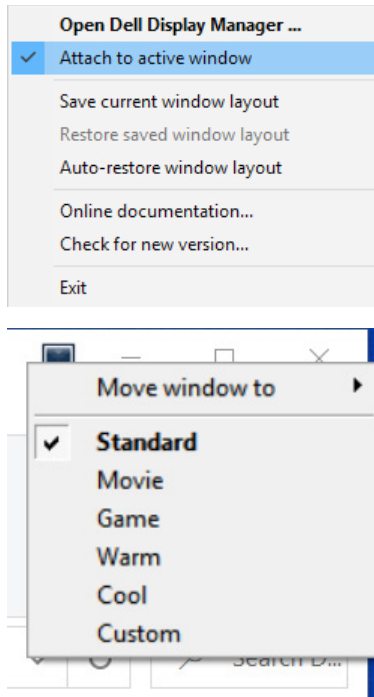 Open Dell Display Manager ...
Attach to active window
Save current window layout
Restore saved window layout
Auto-restore window layout
Online documentation...
Check for new version...
Exit
Move window to
Standard
Movie
Game
Warm
Cool
Custom
Search D...